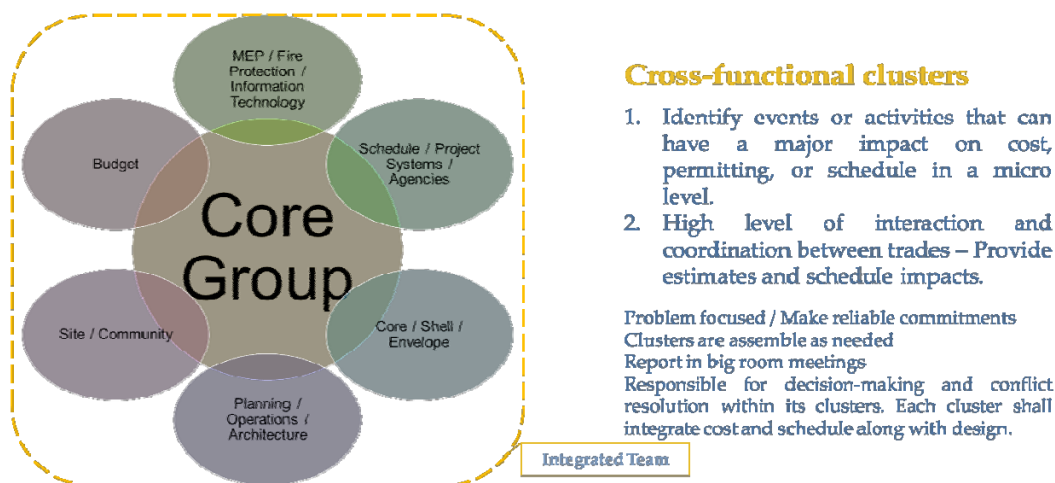 MEP / Fire
Protection /
Information
Technology
Budget
Schedule / Project
Systems /
Agencies
Core
Group
Site / Community
Core / Shell /
Envelope
Planning /
Operations /
Architecture
Integrated Team
Cross-functional clusters
1. Identify events or activities that can
have a major impact on cost,
permitting, or schedule in a micro
level.
2. High level of interaction and
coordination between trades – Provide
estimates and schedule impacts.
Problem focused / Make reliable commitments
Clusters are assemble as needed
Report in big room meetings
Responsible for decision-making and conflict
resolution within its clusters. Each cluster shall
integrate cost and schedule along with design.